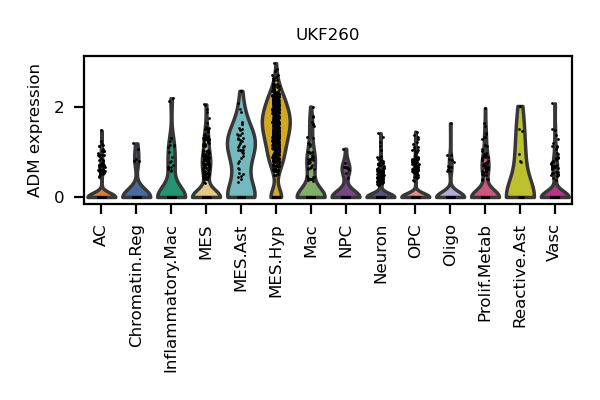 UKF260
ADM expression
2
0
AC
Chromatin.Reg
Inflammatory.Mac
MES
MES.Ast
MES.Hyp
Mac
NPC
Neuron
OPC
Oligo
Prolif.Metab
Reactive.Ast
Vasc